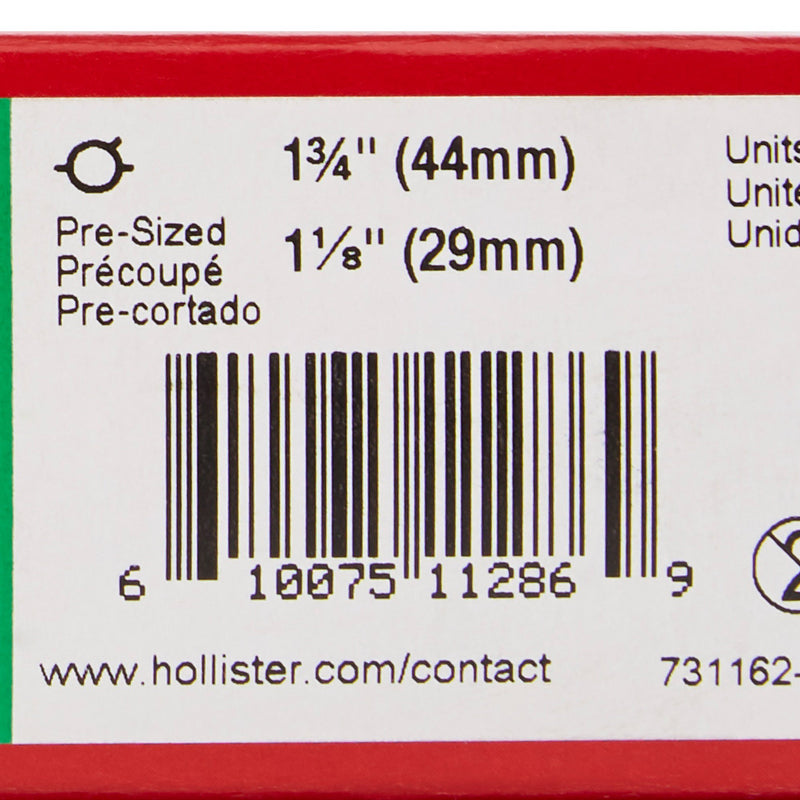 1¾" (44mm)
Pre-Sized
Précoupé
Pre-cortado
1⅛" (29mm)
6 10075 11286 9
www.hollister.com/contact
731162-